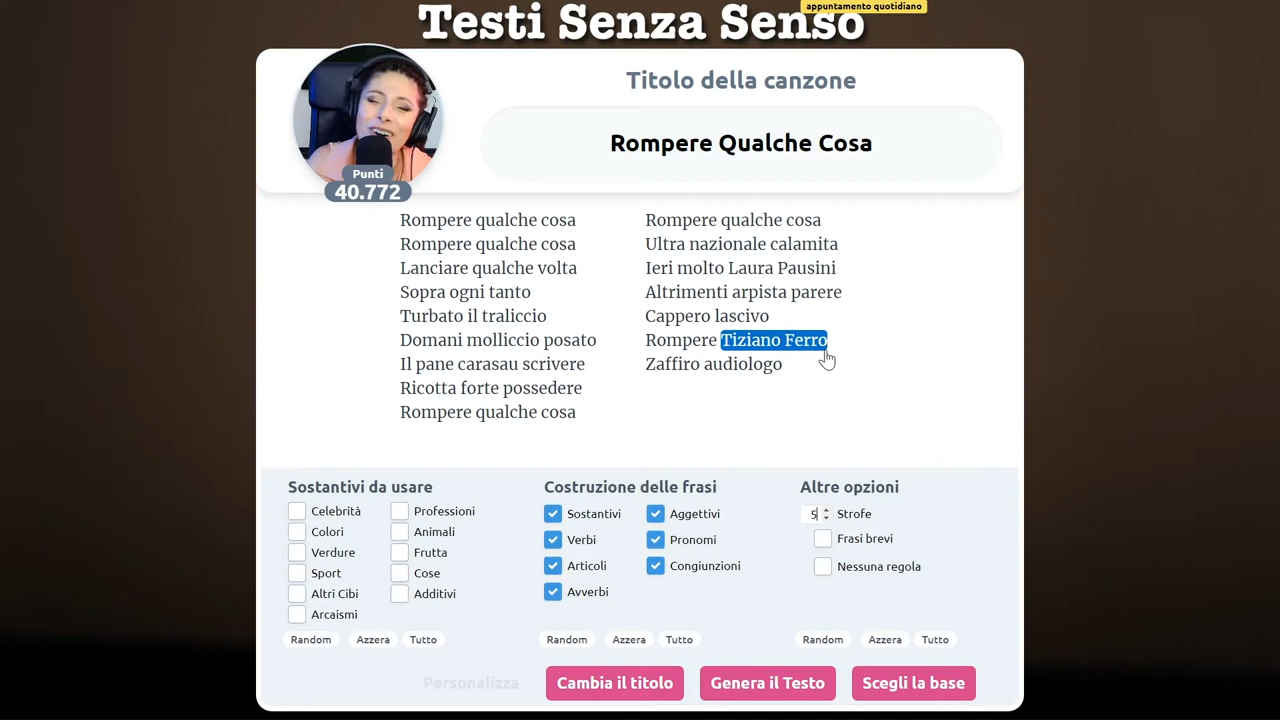 appuntamento quotidiano
Testi Senza Senso
Titolo della canzone
Rompere Qualche Cosa
Punti
40.772
Rompere qualche cosa
Rompere qualche cosa
Lanciare qualche volta
Sopra ogni tanto
Turbato il traliccio
Domani molliccio posato
Il pane carasau scrivere
Ricotta forte possedere
Rompere qualche cosa
Rompere qualche cosa
Ultra nazionale calamita
Ieri molto Laura Pausini
Altrimenti arpista parere
Cappero lascivo
Rompere Tiziano Ferro
Zaffiro audiologo
Sostantivi da usare
Celebrità
Professioni
Colori
Animali
Verdure
Frutta
Sport
Cose
Altri Cibi
Additivi
Arcaismi
Random Azzera Tutto
Costruzione delle frasi
Sostantivi
Aggettivi
Verbi
Pronomi
Articoli
Congiunzioni
Avverbi
Random Azzera Tutto
Altre opzioni
5 Strofe
Frasi brevi
Nessuna regola
Random Azzera Tutto
Personalizza
Cambia il titolo
Genera il Testo
Scegli la base